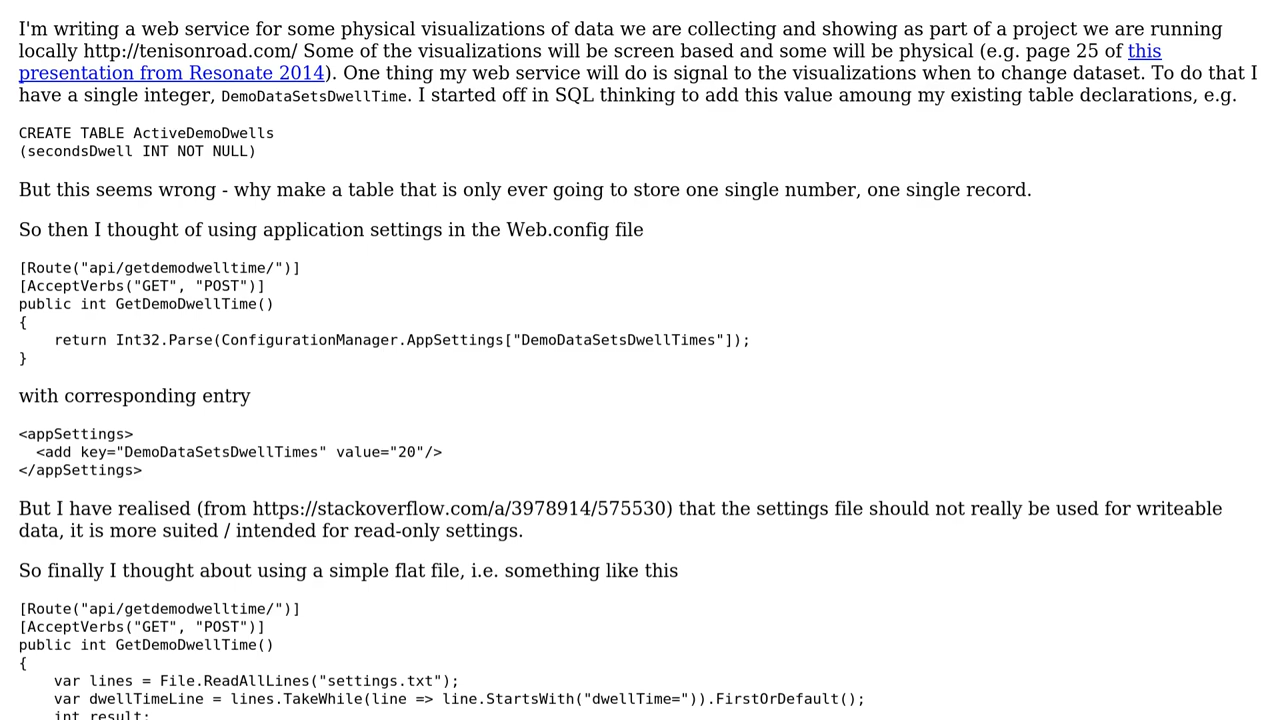 I'm writing a web service for some physical visualizations of data we are collecting and showing as part of a project we are running
locally http://tenisonroad.com/ Some of the visualizations will be screen based and some will be physical (e.g. page 25 of this
presentation from Resonate 2014). One thing my web service will do is signal to the visualizations when to change dataset. To do that I
have a single integer, DemoDataSetsDwellTime. I started off in SQL thinking to add this value amoung my existing table declarations, e.g.
CREATE TABLE ActiveDemoDwells
(secondsDwell INT NOT NULL)
But this seems wrong - why make a table that is only ever going to store one single number, one single record.
So then I thought of using application settings in the Web.config file
[Route("api/getdemodwelltime/")]
[AcceptVerbs("GET", "POST")]
public int GetDemoDwellTime()
{
    return Int32.Parse(ConfigurationManager.AppSettings["DemoDataSetsDwellTimes"]);
}
with corresponding entry
<appSettings>
  <add key="DemoDataSetsDwellTimes" value="20"/>
</appSettings>
But I have realised (from https://stackoverflow.com/a/3978914/575530) that the settings file should not really be used for writeable
data, it is more suited / intended for read-only settings.
So finally I thought about using a simple flat file, i.e. something like this
[Route("api/getdemodwelltime/")]
[AcceptVerbs("GET", "POST")]
public int GetDemoDwellTime()
{
    var lines = File.ReadAllLines("settings.txt");
    var dwellTimeLine = lines.TakeWhile(line => line.StartsWith("dwellTime=")).FirstOrDefault();
    int result;